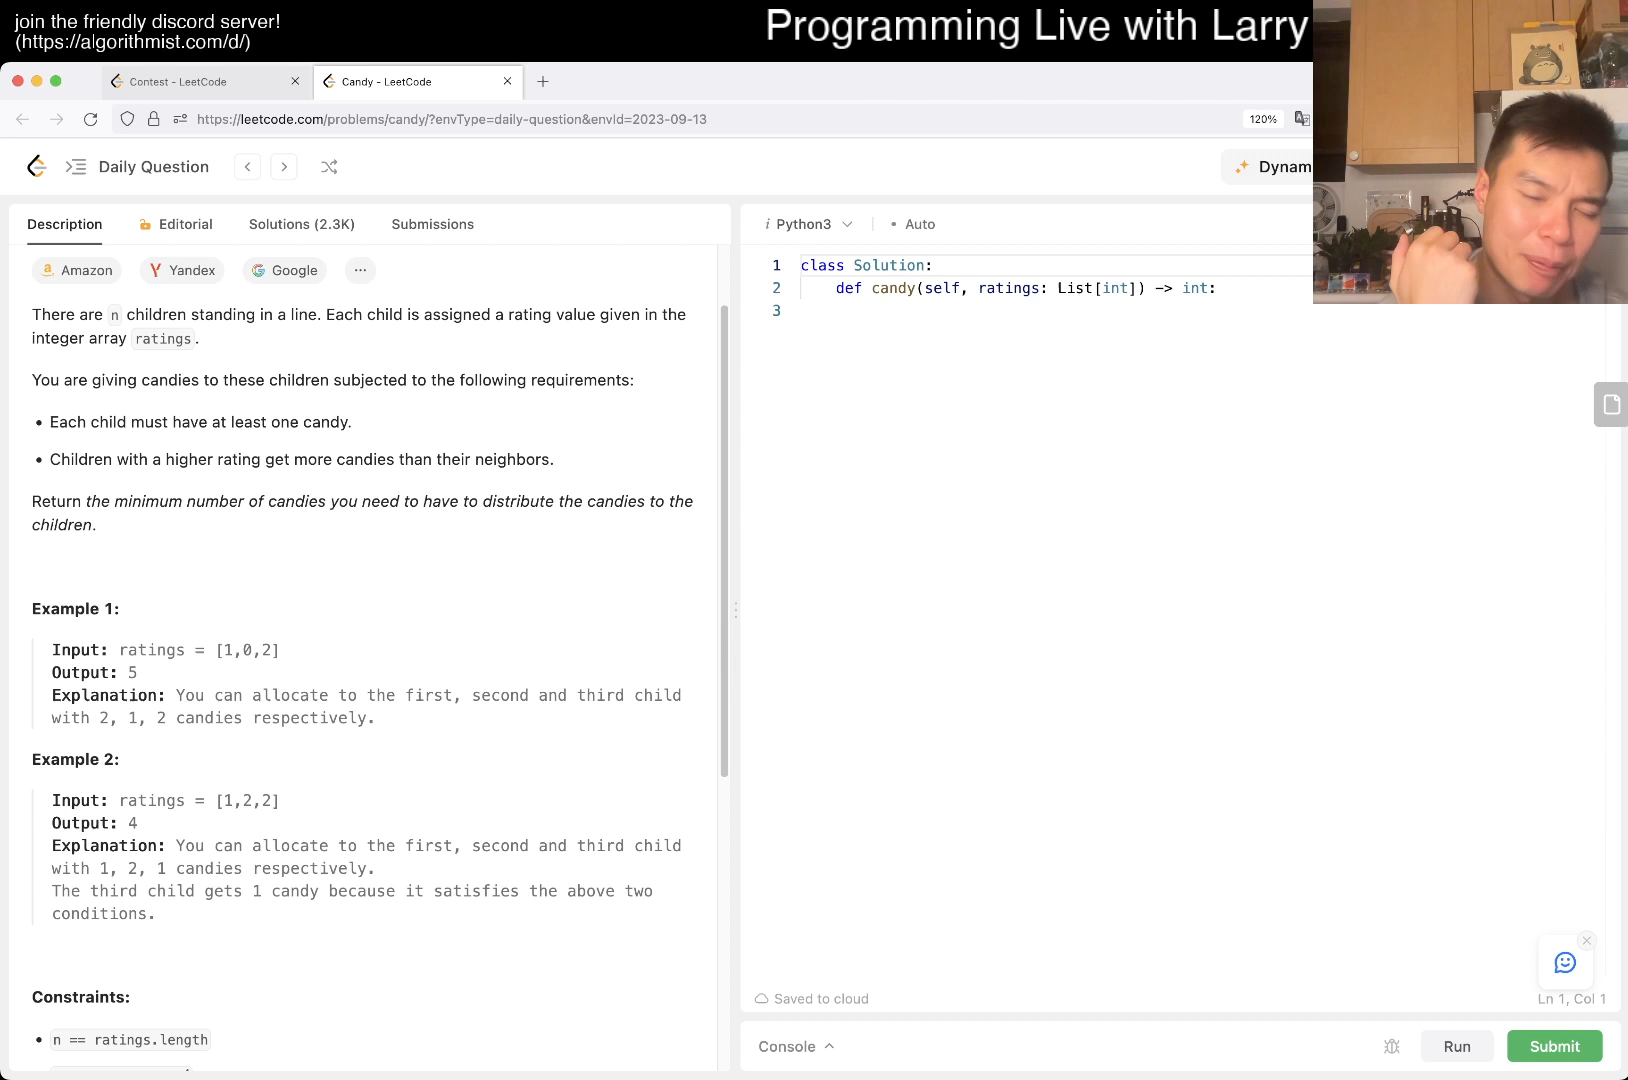 join the friendly discord server!
(https://algorithmist.com/d/)
Programming Live with Larry
Contest - LeetCode
Candy - LeetCode
https://leetcode.com/problems/candy/?envType=daily-question&envId=2023-09-13
120%
Daily Question
Dynam
Description
Editorial
Solutions (2.3K)
Submissions
i Python3
• Auto
Amazon
Yandex
Google
...
There are n children standing in a line. Each child is assigned a rating value given in the
integer array ratings.
You are giving candies to these children subjected to the following requirements:
• Each child must have at least one candy.
• Children with a higher rating get more candies than their neighbors.
Return the minimum number of candies you need to have to distribute the candies to the
children.
Example 1:
Input: ratings = [1,0,2]
Output: 5
Explanation: You can allocate to the first, second and third child
with 2, 1, 2 candies respectively.
Example 2:
Input: ratings = [1,2,2]
Output: 4
Explanation: You can allocate to the first, second and third child
with 1, 2, 1 candies respectively.
The third child gets 1 candy because it satisfies the above two
conditions.
Constraints:
• n == ratings.length
1 class Solution:
2 def candy(self, ratings: List[int]) -> int:
3
Saved to cloud
Ln 1, Col 1
Console
Run
Submit